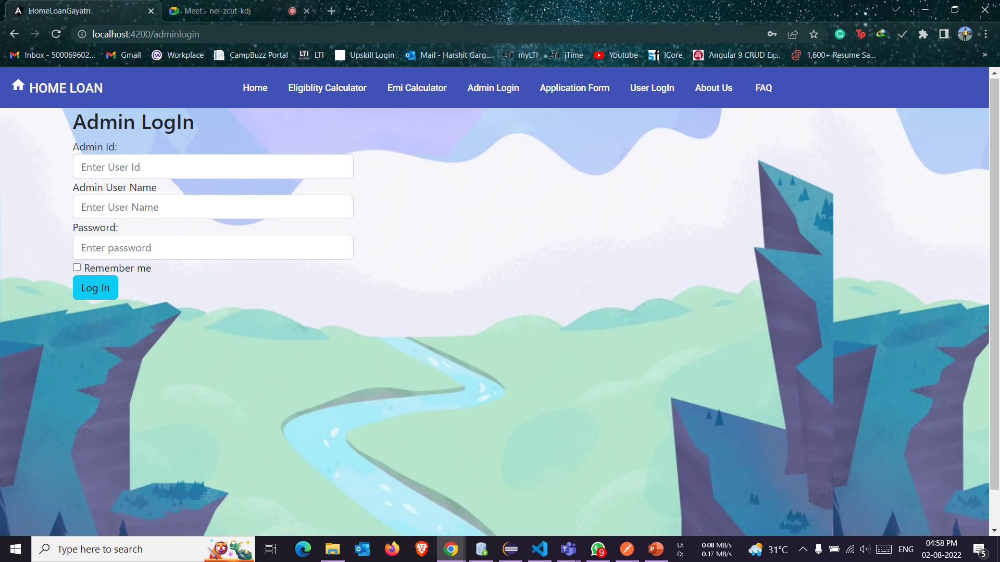 HomeLoanGayatri
Meet - nei-zcut-kdj
localhost:4200/adminlogin
Inbox - 500069602... Gmail Workplace CampBuzz Portal LTI Upskill Login Mail - Harshit Garg... myLTI iTime Youtube ICore Angular 9 CRUD Ex... 1,600+ Resume Sa... »
HOME LOAN Home Eligiblity Calculator Emi Calculator Admin Login Application Form User LogIn About Us FAQ
Admin LogIn
Admin Id:
Enter User Id
Admin User Name
Enter User Name
Password:
Enter password
Remember me
Log In
Type here to search
9
U: 0.08 MB/s
D: 0.17 MB/s
31°C
ENG
04:58 PM
02-08-2022
5